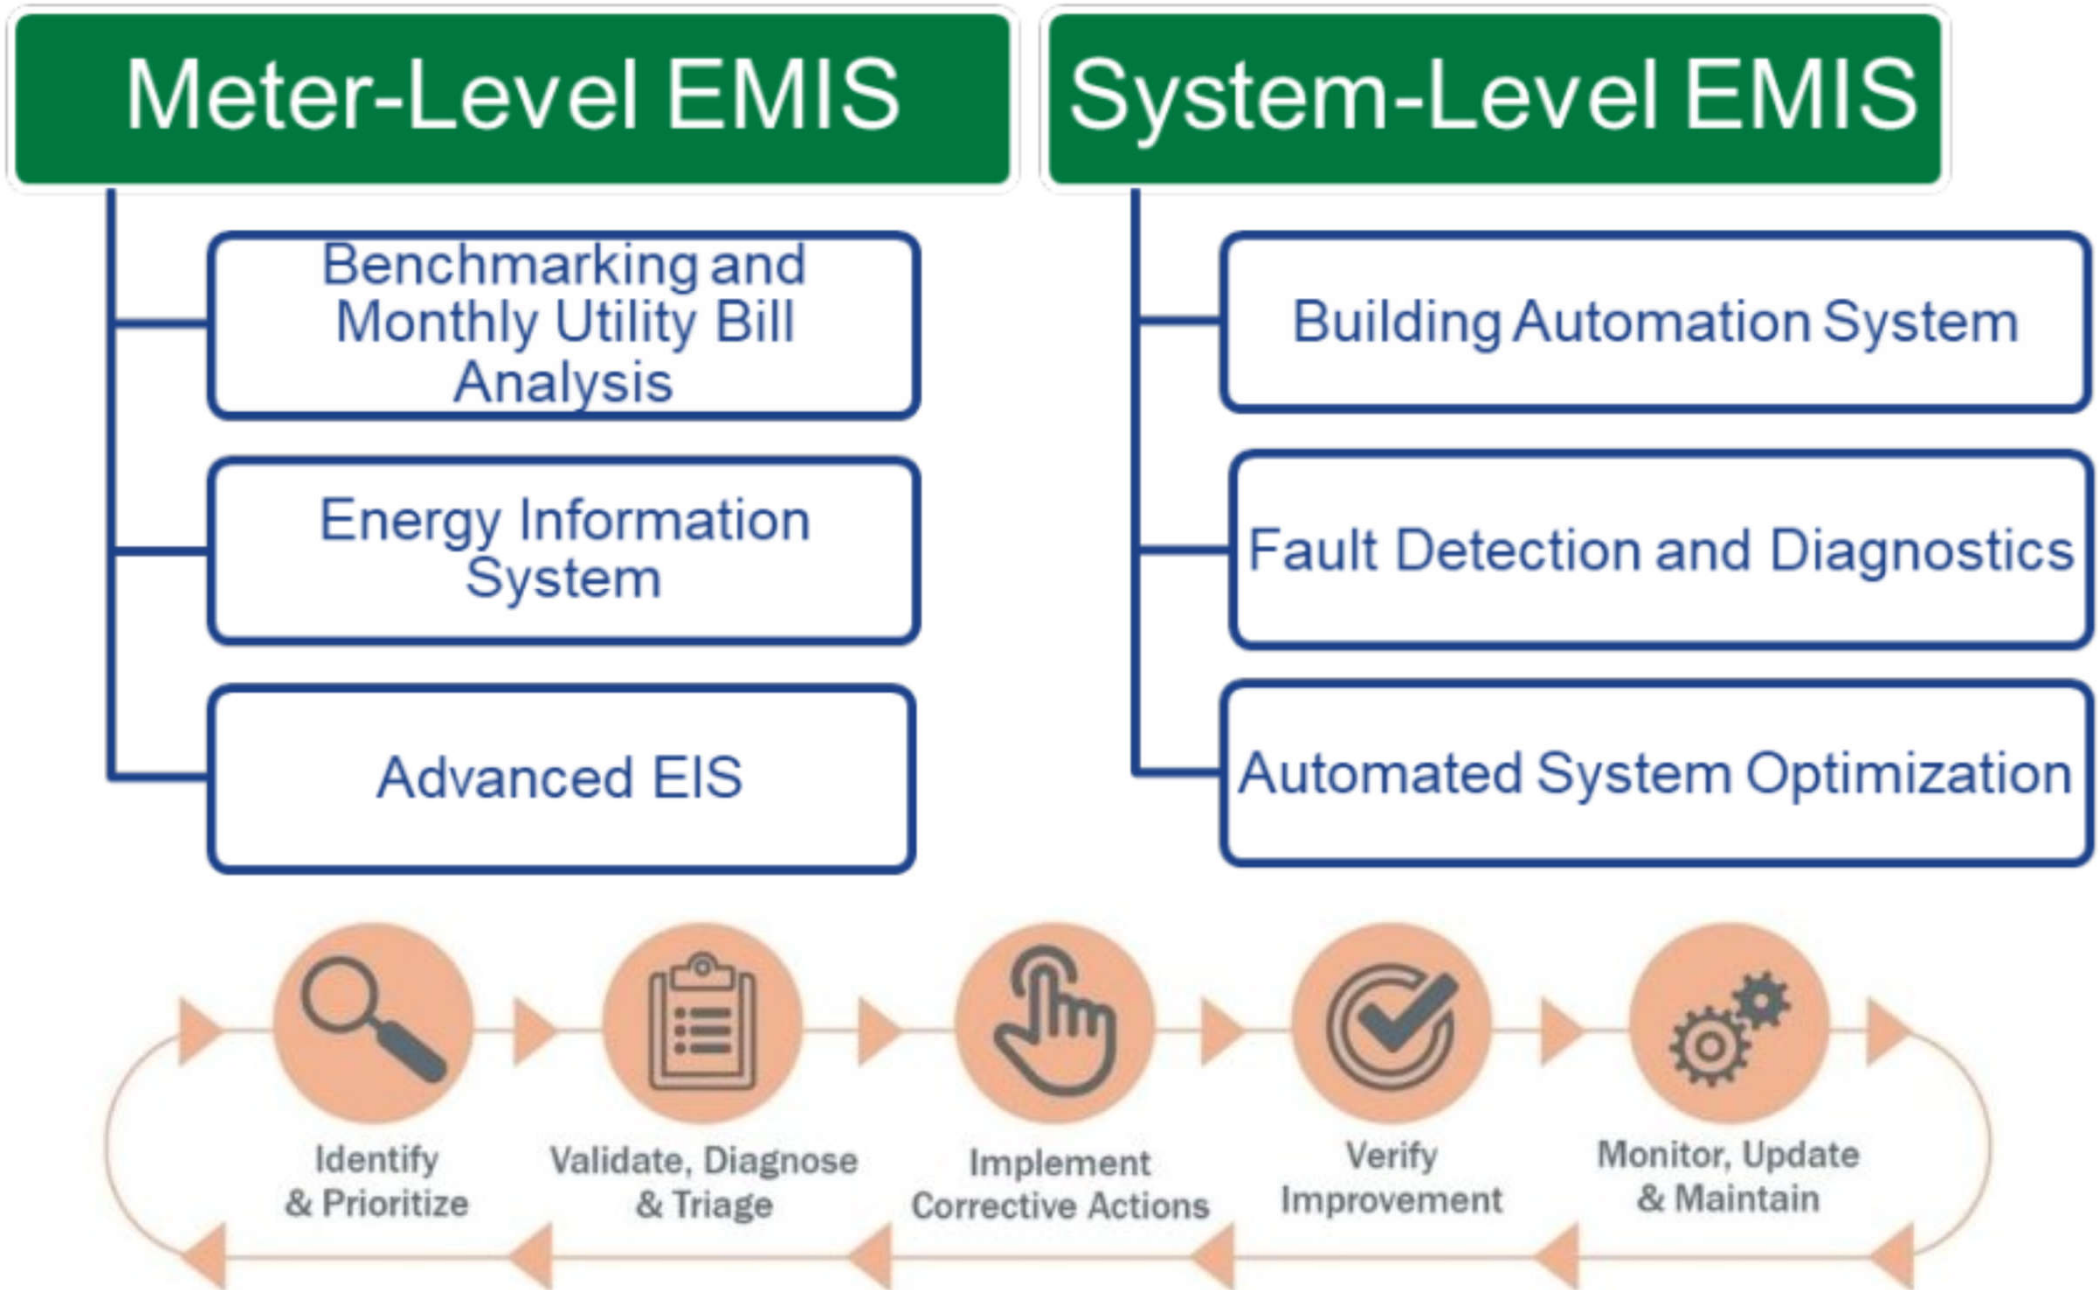 Meter-Level EMIS
Benchmarking and
Monthly Utility Bill
Analysis
Energy Information
System
Advanced EIS
System-Level EMIS
Building Automation System
Fault Detection and Diagnostics
Automated System Optimization
Identify
& Prioritize
Validate, Diagnose
& Triage
Implement
Corrective Actions
Verify
Improvement
Monitor, Update
& Maintain